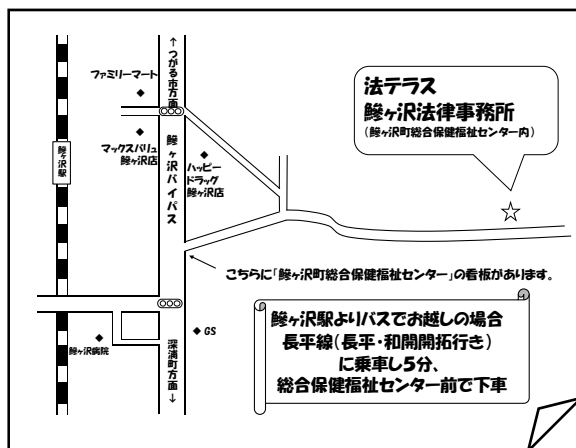 ↑つがる市方面
ファミリーマート
法テラス
鰺ヶ沢法律事務所
(鰺ヶ沢町総合保健福祉センター内)
鰺ヶ沢駅
マックスバリュ
鰺ヶ沢店
鰺ヶ沢バイパス
ハッピー
ドラッグ
鰺ヶ沢店
こちらに「鰺ヶ沢町総合保健福祉センター」の看板があります。
鰺ヶ沢駅よりバスでお越しの場合
長平線(長平・和開開拓行き)
に乗車し5分、
総合保健福祉センター前で下車
GS
鰺ヶ沢病院
深浦町方面↓